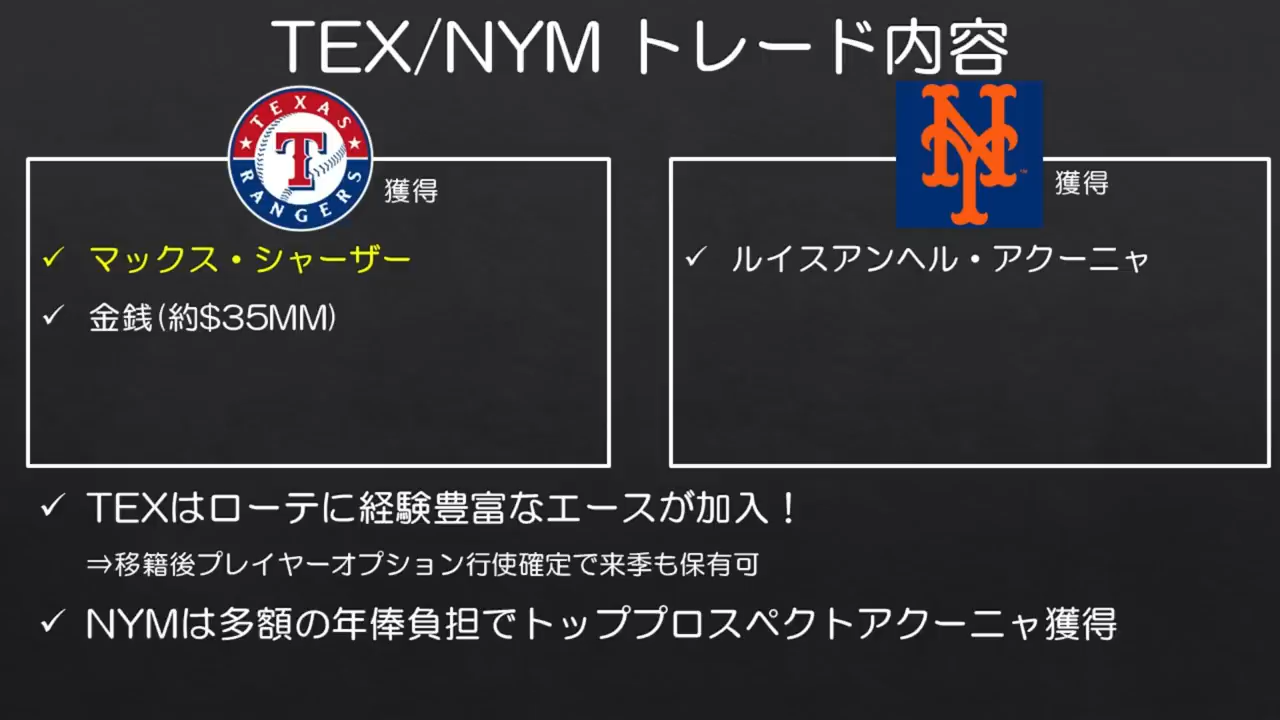 TEX/NYM トレード内容
TEXAS
T
RANGERS
獲得
✓ マックス・シャーザー
✓ 金銭(約$35MM)
NY
™
獲得
✓ ルイスアンヘル・アクーニャ
✓ TEXはローテに経験豊富なエースが加入！
⇒移籍後プレイヤーオプション行使確定で来季も保有可
✓ NYMは多額の年俸負担でトッププロスペクトアクーニャ獲得